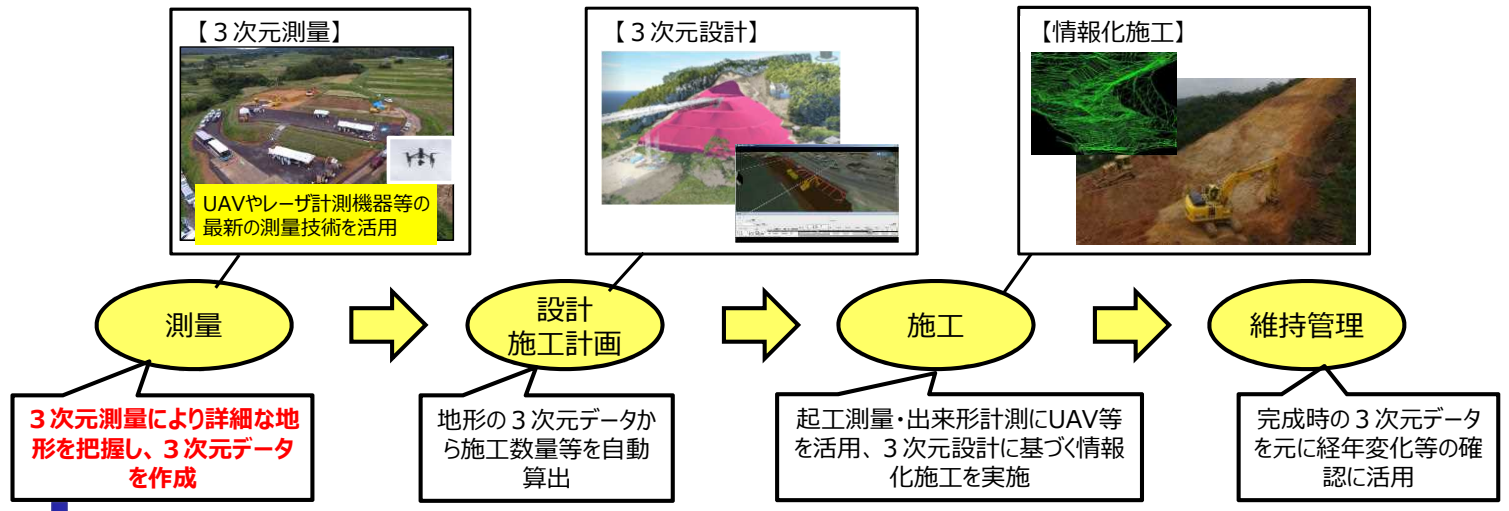 【３次元測量】
UAVやレーザ計測機器等の
最新の測量技術を活用
【３次元設計】
【情報化施工】
測量
設計
施工計画
施工
維持管理
３次元測量により詳細な地
形を把握し、３次元データ
を作成
地形の３次元データか
ら施工数量等を自動
算出
起工測量・出来形計測にUAV等
を活用、３次元設計に基づく情報
化施工を実施
完成時の３次元データ
を元に経年変化等の確
認に活用